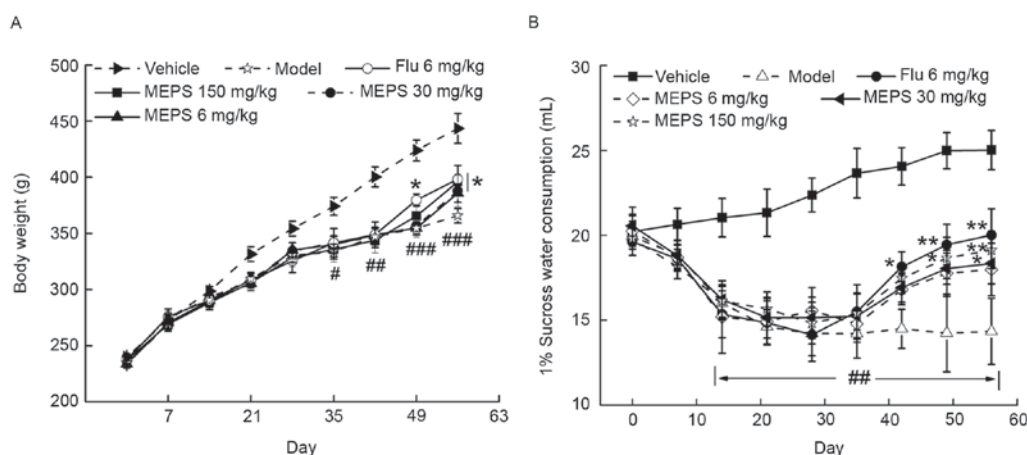 A
B
Body weight (g)
500
450
400
350
300
250
200
Vehicle Model Flu 6 mg/kg
MEPS 150 mg/kg MEPS 30 mg/kg
MEPS 6 mg/kg
*
*
# ## ### ###
7 21 35 49 63
Day
1% Sucross water consumption (mL)
30
25
20
15
10
Vehicle Model Flu 6 mg/kg
MEPS 6 mg/kg MEPS 30 mg/kg
MEPS 150 mg/kg
* ** **
* ** *
##
0 10 20 30 40 50 60
Day